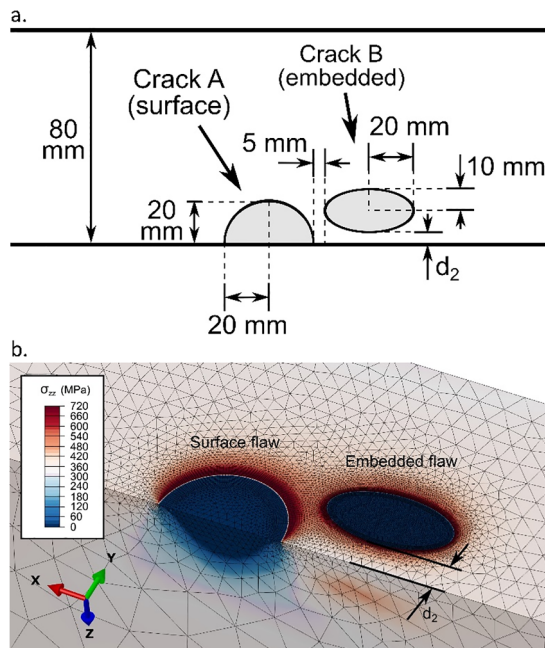 a.
Crack A
(surface)
Crack B
(embedded)
80
mm
5 mm
20 mm
10 mm
20
mm
d2
20 mm
b.
σzz (MPa)
720
660
600
540
480
420
360
300
240
180
120
60
0
Surface flaw
Embedded flaw
X
Y
Z
d2